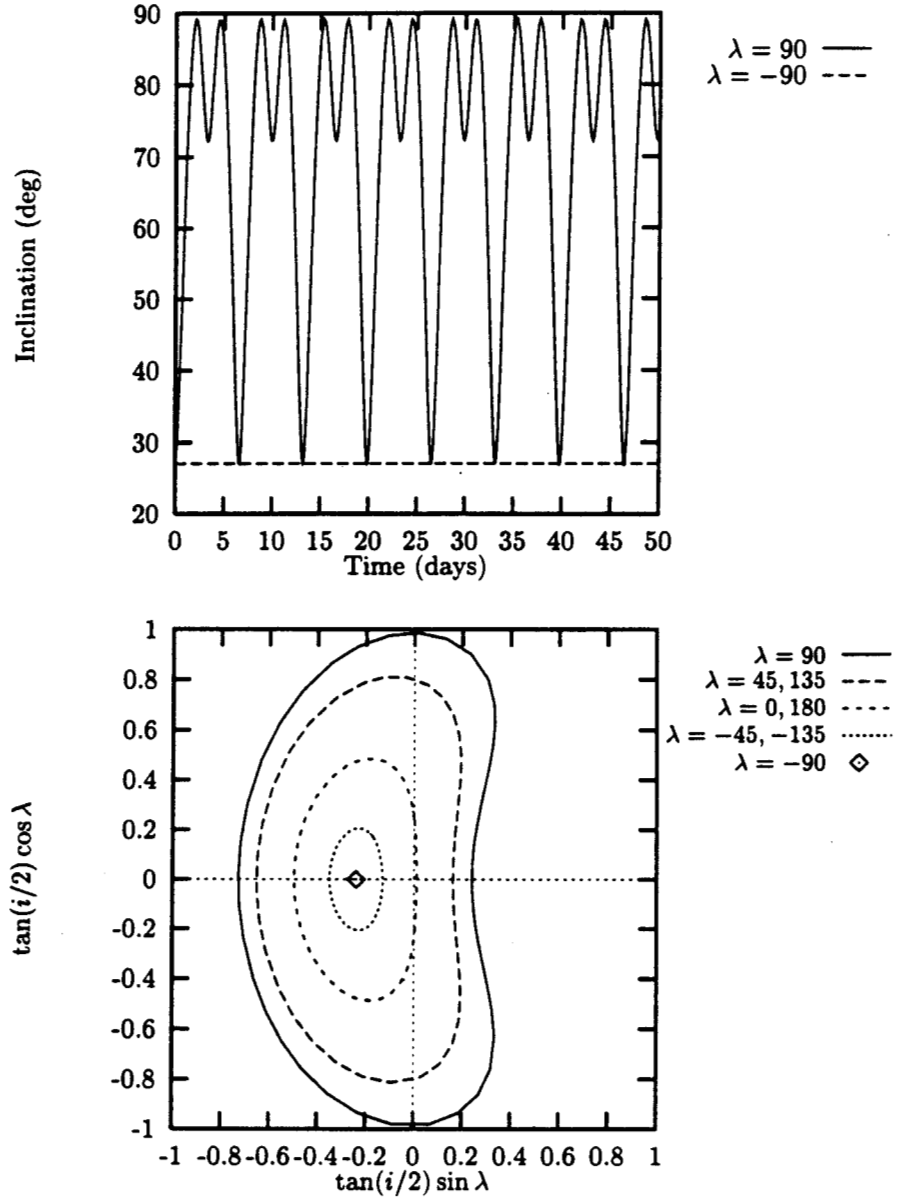 90
80
70
60
50
40
30
20
Inclination (deg)
0 5 10 15 20 25 30 35 40 45 50
Time (days)
λ = 90
λ = −90
1
0.8
0.6
0.4
0.2
0
-0.2
-0.4
-0.6
-0.8
-1
tan(i/2) cos λ
-1 -0.8 -0.6 -0.4 -0.2 0 0.2 0.4 0.6 0.8 1
tan(i/2) sin λ
λ = 90
λ = 45, 135
λ = 0, 180
λ = −45, −135
λ = −90